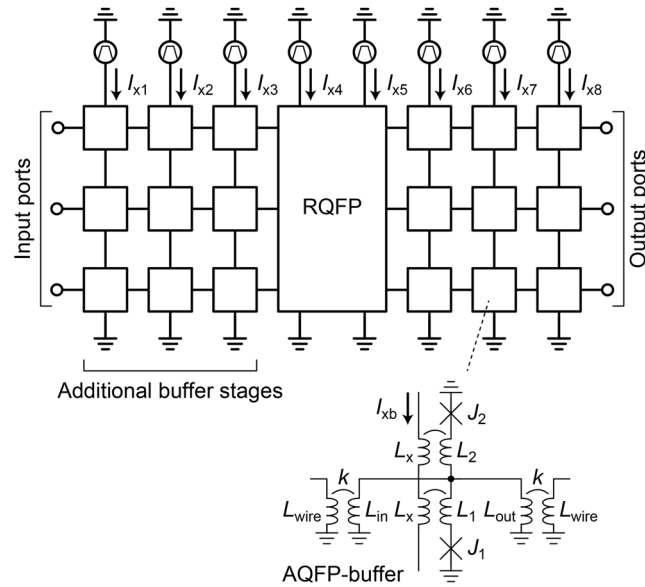 Ix1 Ix2 Ix3 Ix4 Ix5 Ix6 Ix7 Ix8
Input ports
RQFP
Output ports
Additional buffer stages
Ixb
J2
Lx L2
k k
Lwire Lin Lx L1 Lout Lwire
J1
AQFP-buffer